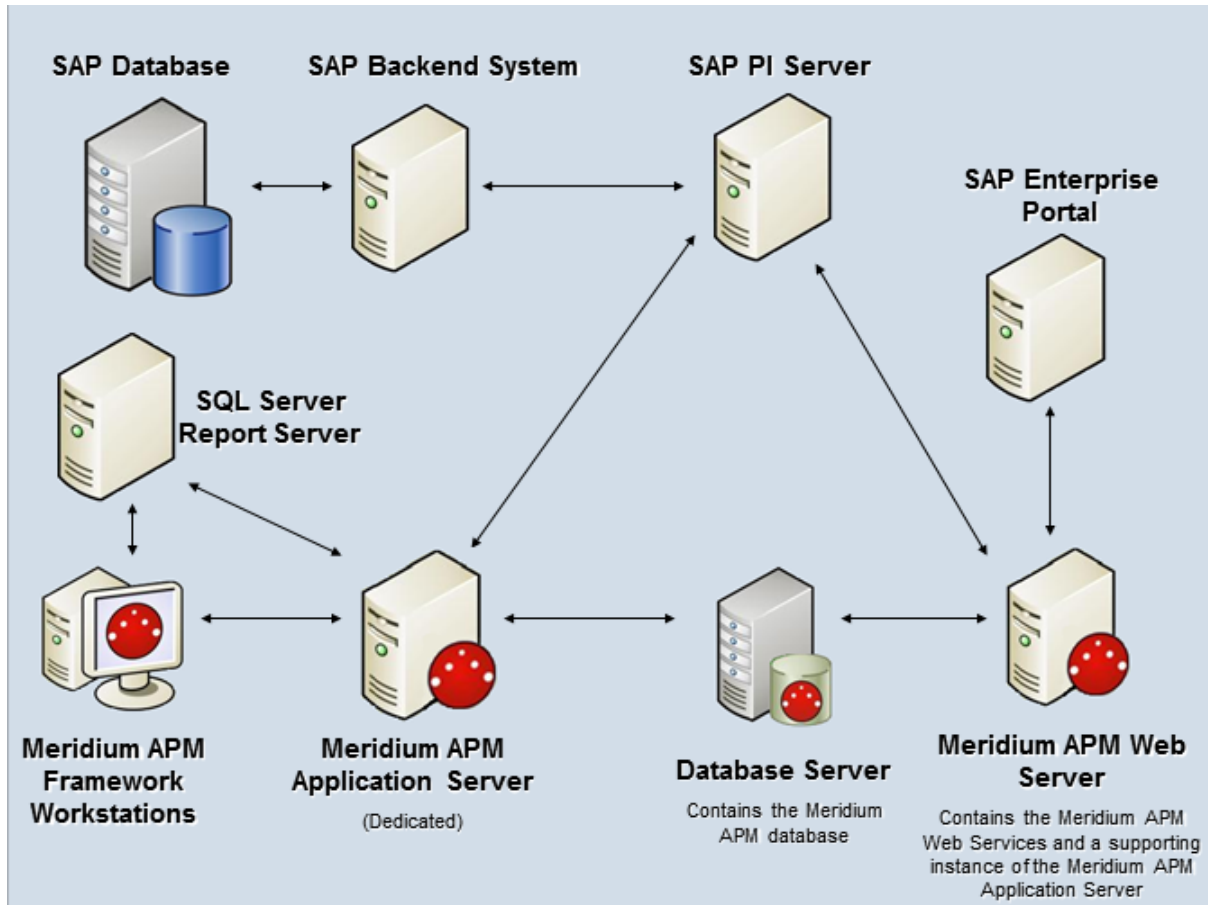 SAP Database
SAP Backend System
SAP PI Server
SAP Enterprise
Portal
SQL Server
Report Server
Meridium APM
Framework
Workstations
Meridium APM
Application Server
(Dedicated)
Database Server
Contains the Meridium
APM database
Meridium APM Web
Server
Contains the Meridium APM
Web Services and a supporting
instance of the Meridium APM
Application Server